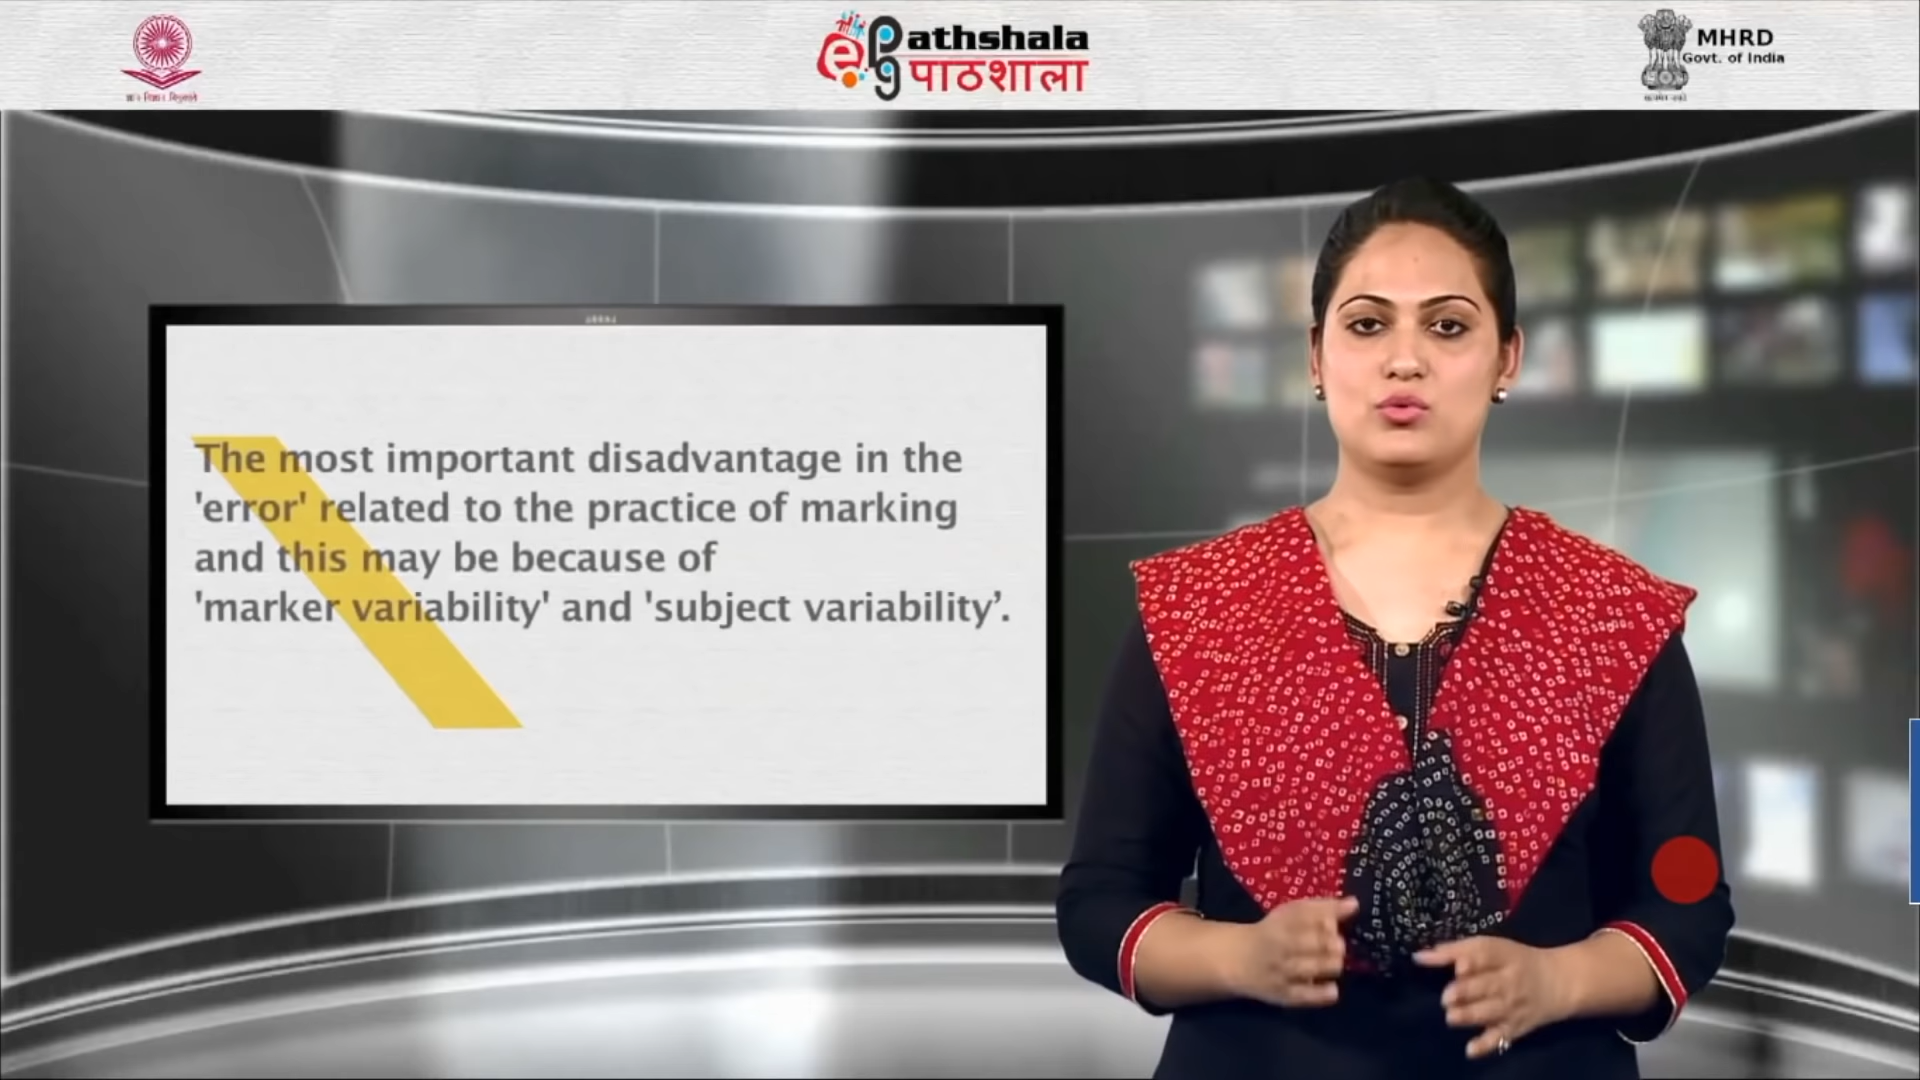 ePathshala
पाठशाला
MHRD
Govt. of India
The most important disadvantage in the
'error' related to the practice of marking
and this may be because of
'marker variability' and 'subject variability’.